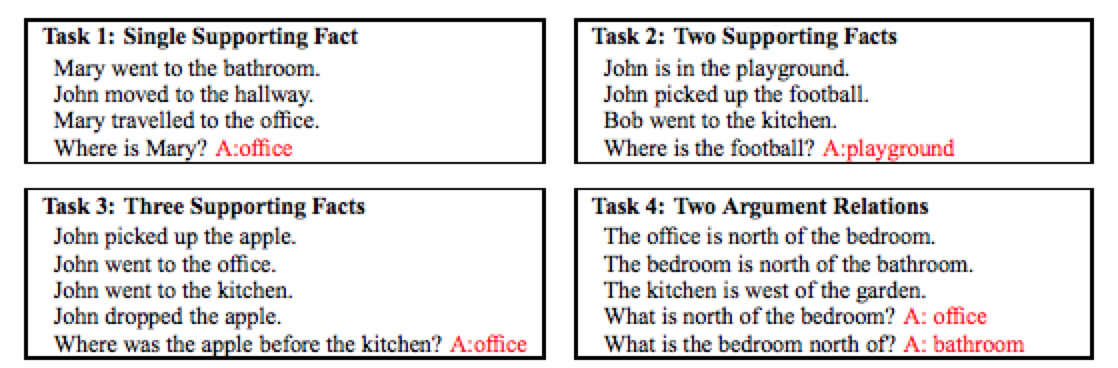 Task 1: Single Supporting Fact
Mary went to the bathroom.
John moved to the hallway.
Mary travelled to the office.
Where is Mary? A:office
Task 2: Two Supporting Facts
John is in the playground.
John picked up the football.
Bob went to the kitchen.
Where is the football? A:playground
Task 3: Three Supporting Facts
John picked up the apple.
John went to the office.
John went to the kitchen.
John dropped the apple.
Where was the apple before the kitchen? A:office
Task 4: Two Argument Relations
The office is north of the bedroom.
The bedroom is north of the bathroom.
The kitchen is west of the garden.
What is north of the bedroom? A: office
What is the bedroom north of? A: bathroom